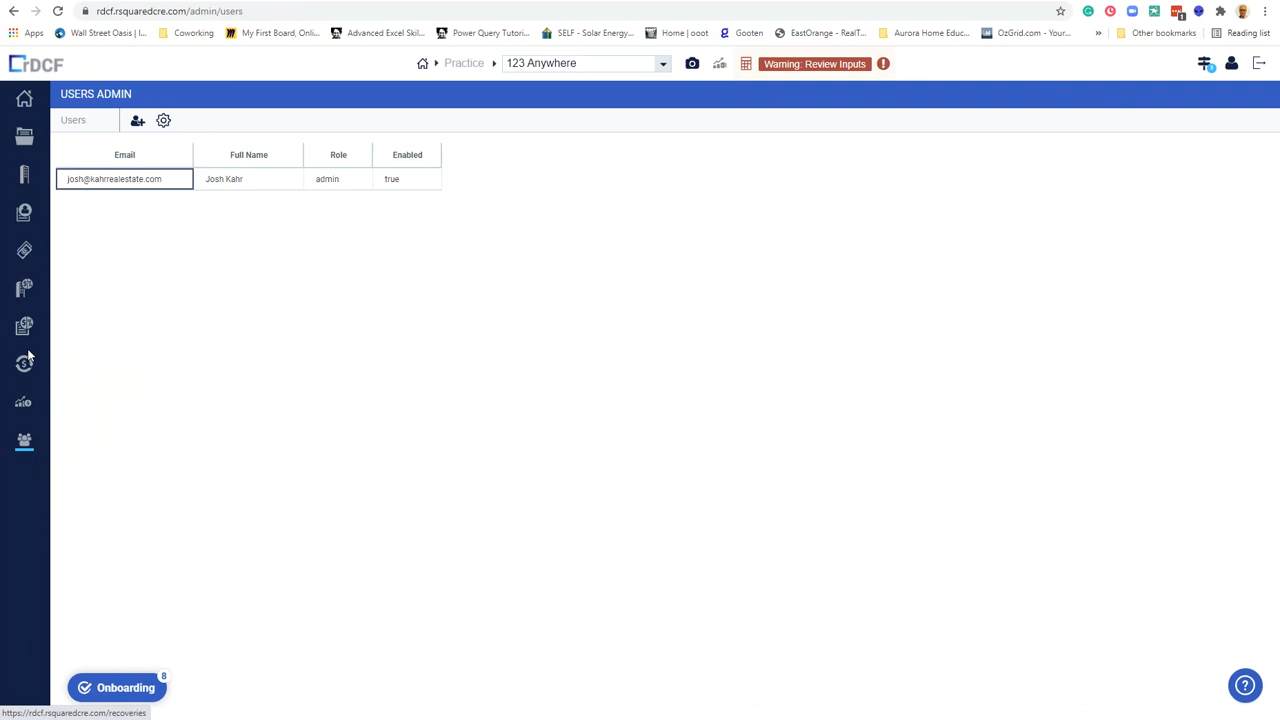 rdcf.rsquaredcre.com/admin/users
Apps Wall Street Oasis | I... Coworking My First Board, Onli... Advanced Excel Skil... Power Query Tutori... SELF - Solar Energy... Home | ooot Gooten EastOrange - RealT... Aurora Home Educ... OzGrid.com - Your... » Other bookmarks Reading list
rDCF Practice 123 Anywhere Warning: Review Inputs
USERS ADMIN
Users
Email Full Name Role Enabled
josh@kahrrealestate.com Josh Kahr admin true
8
Onboarding
https://rdcf.rsquaredcre.com/recoveries